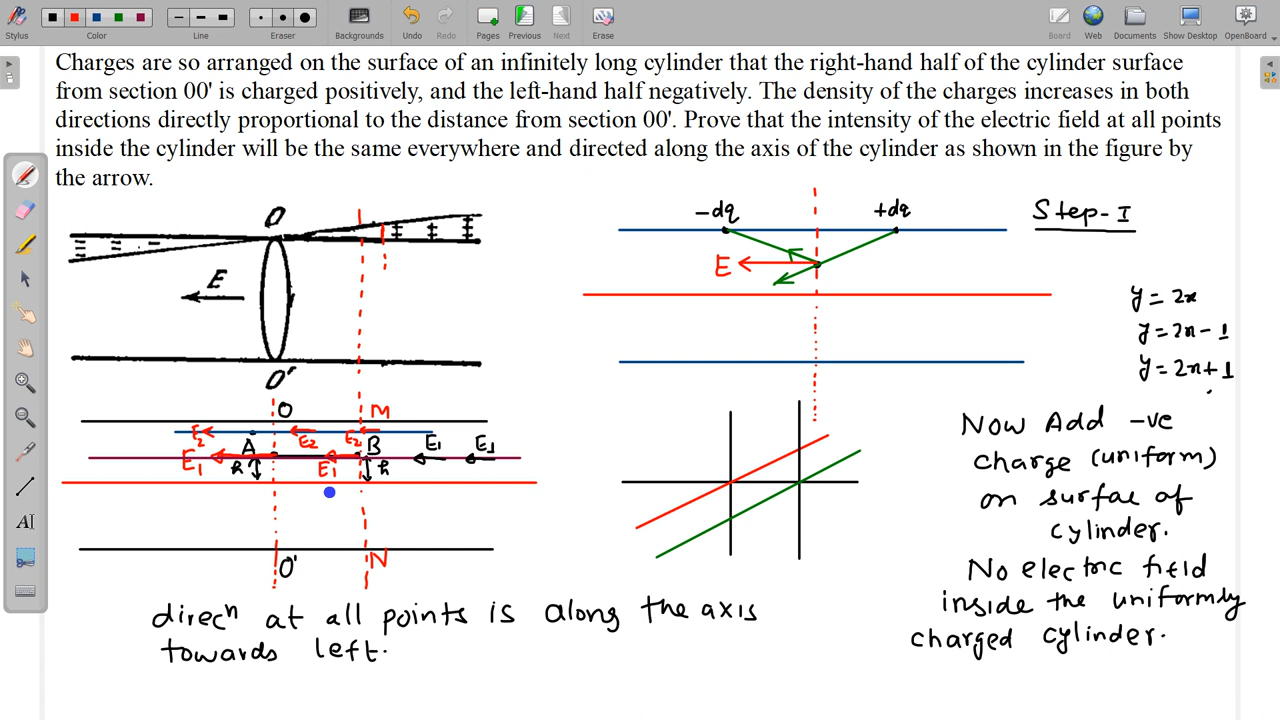 Stylus
Color
Line
Eraser
Backgrounds
Undo
Redo
Pages
Previous
Next
Erase
Board
Web
Documents
Show Desktop
OpenBoard
Charges are so arranged on the surface of an infinitely long cylinder that the right-hand half of the cylinder surface
from section 00' is charged positively, and the left-hand half negatively. The density of the charges increases in both
directions directly proportional to the distance from section 00'. Prove that the intensity of the electric field at all points
inside the cylinder will be the same everywhere and directed along the axis of the cylinder as shown in the figure by
the arrow.
O
E
O'
-dq
+dq
E
Step-I
y = 2x
y = 2x - 1
y = 2x + 1
O
M
E₂
A
E₂
E₂
B
E₁
E₁
E₁
E₁
h
h
O'
N
Now Add -ve
charge (uniform)
on surfae of
cylinder.
No electric field
inside the uniformly
charged cylinder.
direcⁿ at all points is along the axis
towards left.